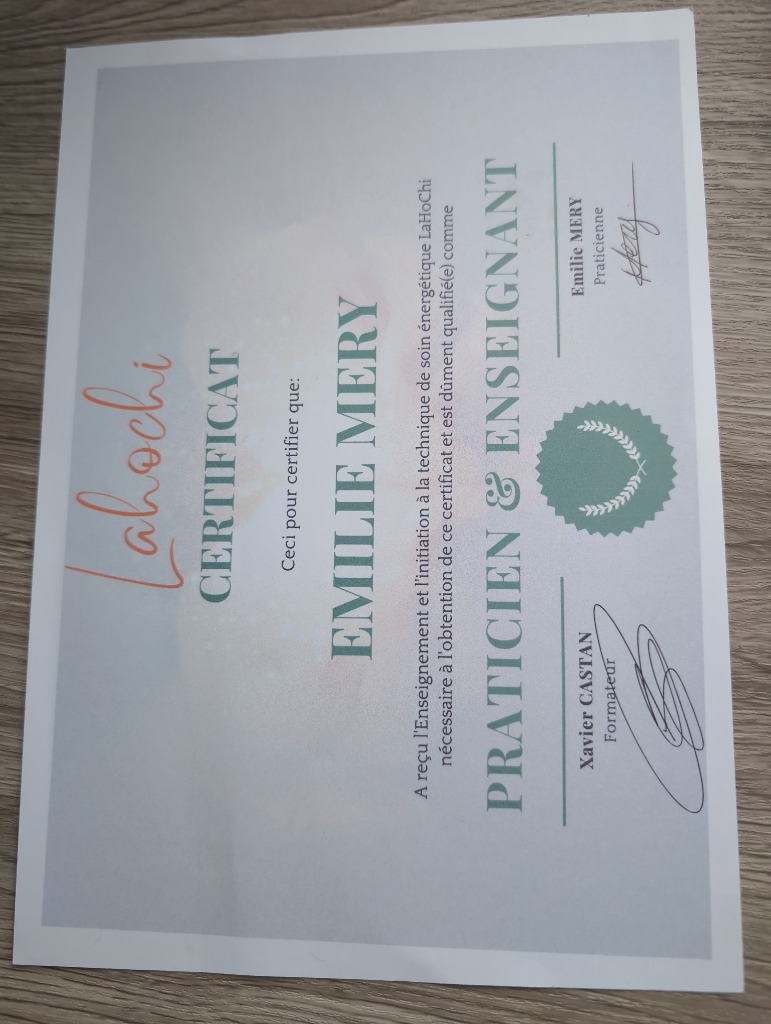 Lahochi
CERTIFICAT
Ceci pour certifier que:
EMILIE MERY
A reçu l'Enseignement et l'initiation à la technique de soin énergétique LaHoChi
nécessaire à l'obtention de ce certificat et est dûment qualifié(e) comme
PRATICIEN & ENSEIGNANT
Xavier CASTAN
Formateur
Emilie MERY
Praticienne
Mery